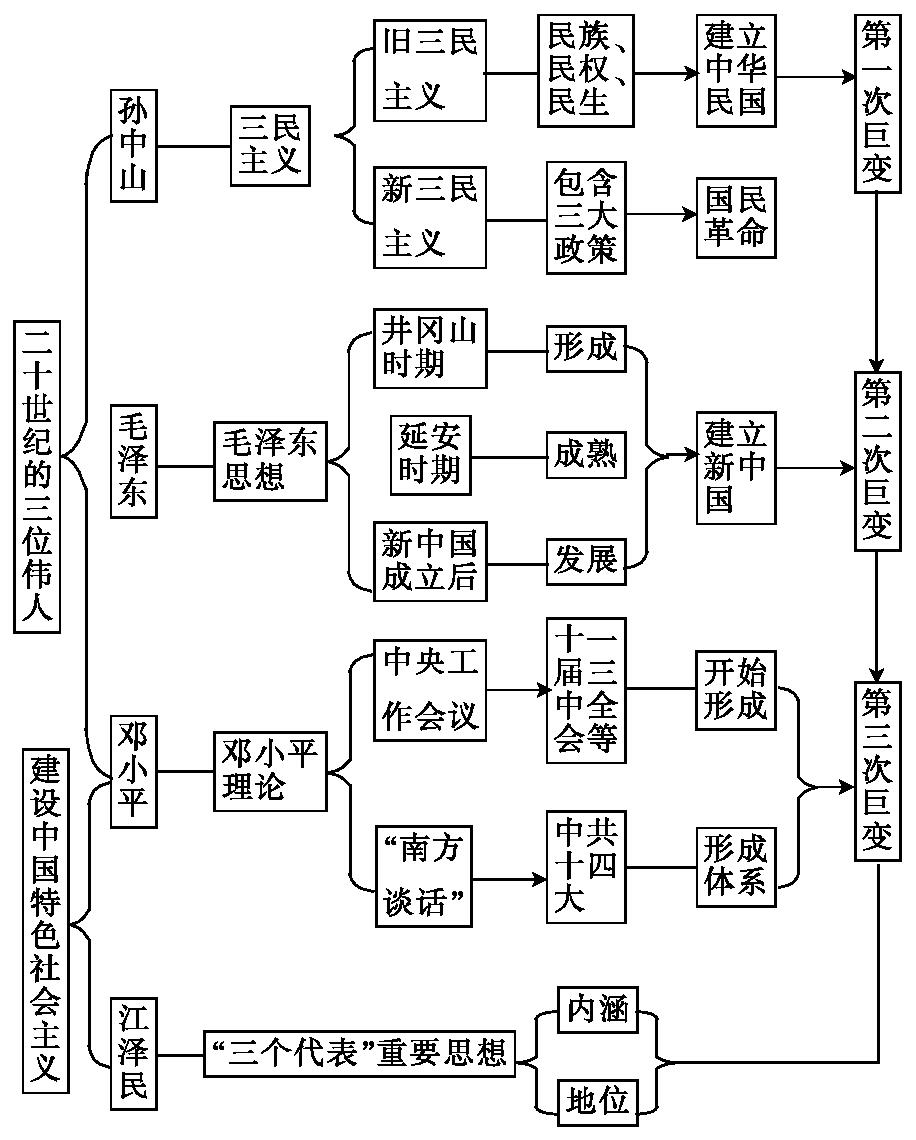 二十世纪的三位伟人
建设中国特色社会主义
孙中山
三民
主义
旧三民
主义
民族、
民权、
民生
建立
中华
民国
第一次巨变
新三民
主义
包含
三大
政策
国民
革命
毛泽东
毛泽东
思想
井冈山
时期
形成
延安
时期
成熟
新中国
成立后
发展
建立
新中
国
第二次巨变
邓小平
邓小平
理论
中央工
作会议
十一
届三
中全
会等
开始
形成
“南方
谈话”
中共
十四
大
形成
体系
第三次巨变
江泽民
“三个代表”重要思想
内涵
地位